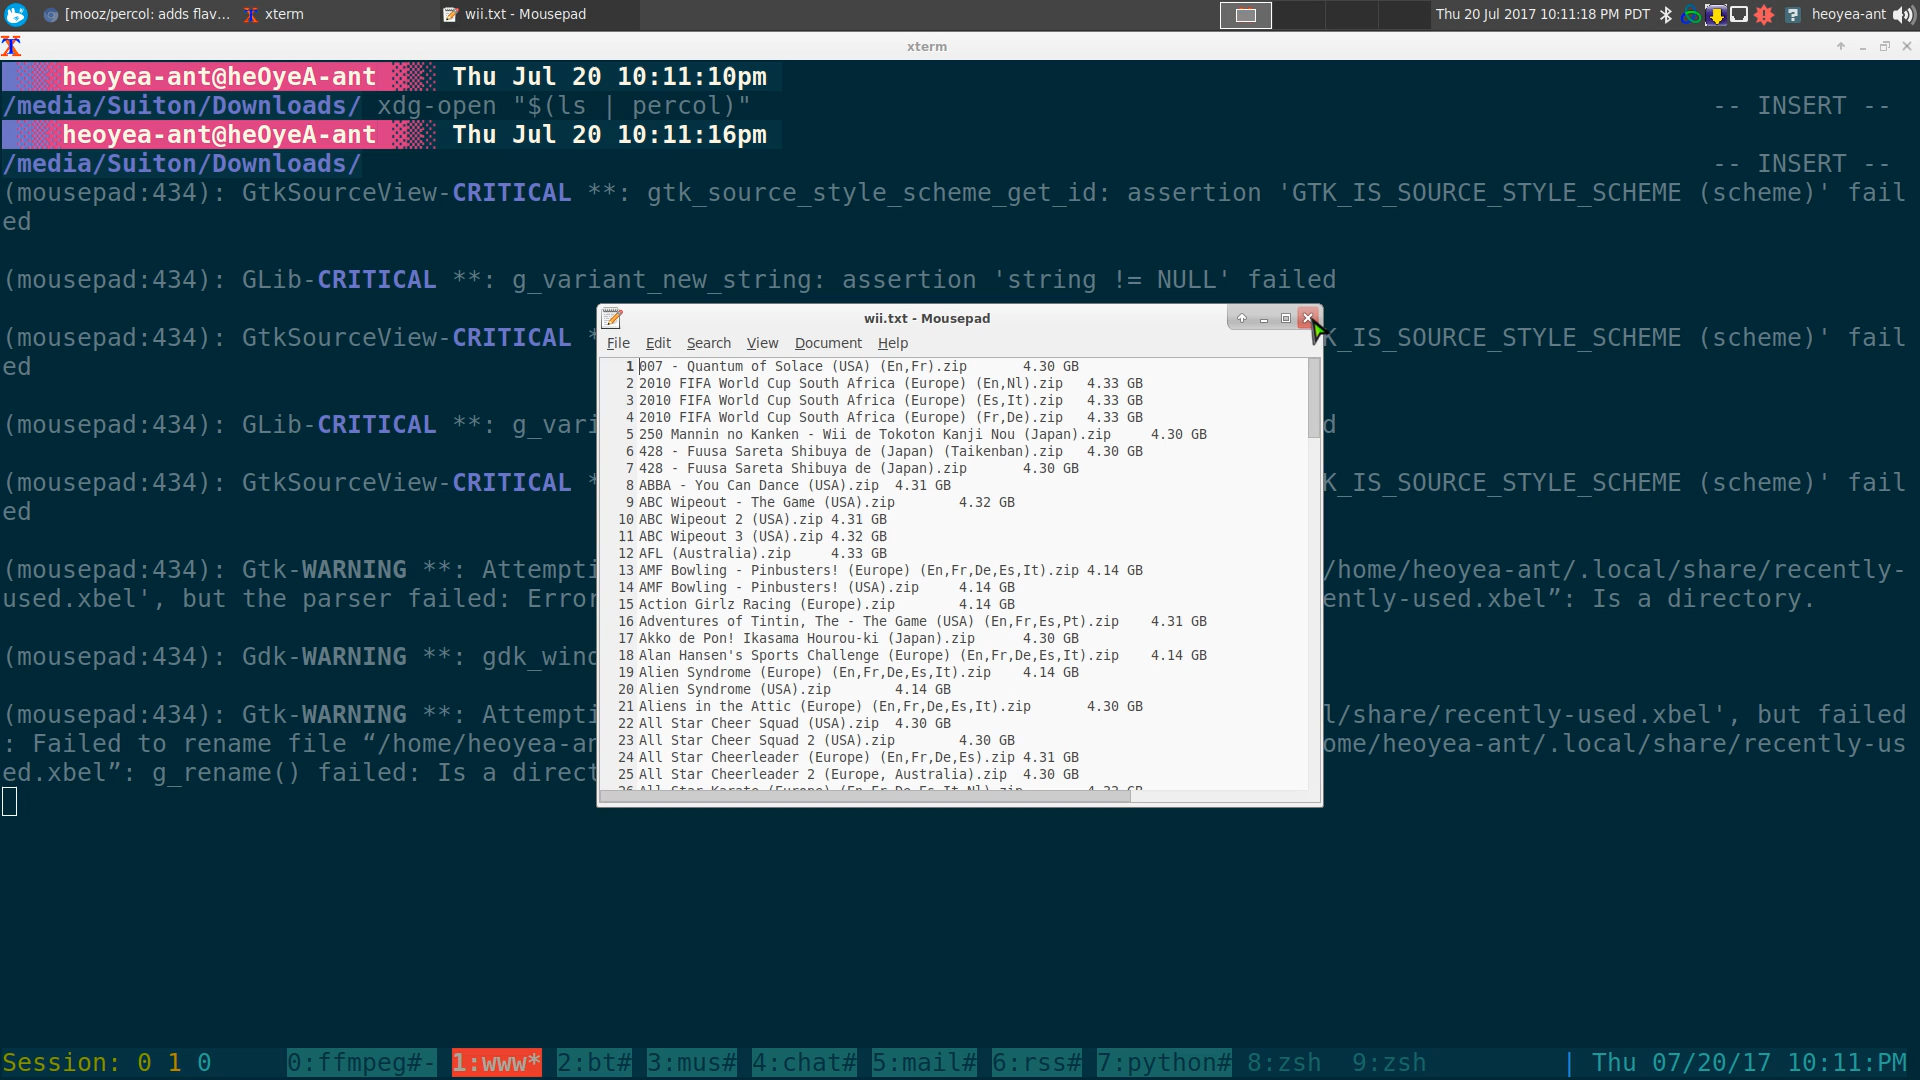 [mooz/percol: adds flav... xterm wii.txt - Mousepad Thu 20 Jul 2017 10:11:18 PM PDT heoyea-ant
xterm
heoyea-ant@heOyeA-ant Thu Jul 20 10:11:10pm
/media/Suiton/Downloads/ xdg-open "$(ls | percol)" -- INSERT --
heoyea-ant@heOyeA-ant Thu Jul 20 10:11:16pm
/media/Suiton/Downloads/ -- INSERT --
(mousepad:434): GtkSourceView-CRITICAL **: gtk_source_style_scheme_get_id: assertion 'GTK_IS_SOURCE_STYLE_SCHEME (scheme)' fail
ed
(mousepad:434): GLib-CRITICAL **: g_variant_new_string: assertion 'string != NULL' failed
(mousepad:434): GtkSourceView-CRITICAL * K_IS_SOURCE_STYLE_SCHEME (scheme)' fail
ed
(mousepad:434): GLib-CRITICAL **: g_vari d
(mousepad:434): GtkSourceView-CRITICAL * K_IS_SOURCE_STYLE_SCHEME (scheme)' fail
ed
(mousepad:434): Gtk-WARNING **: Attempti /home/heoyea-ant/.local/share/recently-
used.xbel', but the parser failed: Error ently-used.xbel”: Is a directory.
(mousepad:434): Gdk-WARNING **: gdk_wind
(mousepad:434): Gtk-WARNING **: Attempti l/share/recently-used.xbel', but failed
: Failed to rename file “/home/heoyea-an ome/heoyea-ant/.local/share/recently-us
ed.xbel”: g_rename() failed: Is a direct
wii.txt - Mousepad
File Edit Search View Document Help
1 007 - Quantum of Solace (USA) (En,Fr).zip 4.30 GB
2 2010 FIFA World Cup South Africa (Europe) (En,Nl).zip 4.33 GB
3 2010 FIFA World Cup South Africa (Europe) (Es,It).zip 4.33 GB
4 2010 FIFA World Cup South Africa (Europe) (Fr,De).zip 4.33 GB
5 250 Mannin no Kanken - Wii de Tokoton Kanji Nou (Japan).zip 4.30 GB
6 428 - Fuusa Sareta Shibuya de (Japan) (Taikenban).zip 4.30 GB
7 428 - Fuusa Sareta Shibuya de (Japan).zip 4.30 GB
8 ABBA - You Can Dance (USA).zip 4.31 GB
9 ABC Wipeout - The Game (USA).zip 4.32 GB
10 ABC Wipeout 2 (USA).zip 4.31 GB
11 ABC Wipeout 3 (USA).zip 4.32 GB
12 AFL (Australia).zip 4.33 GB
13 AMF Bowling - Pinbusters! (Europe) (En,Fr,De,Es,It).zip 4.14 GB
14 AMF Bowling - Pinbusters! (USA).zip 4.14 GB
15 Action Girlz Racing (Europe).zip 4.14 GB
16 Adventures of Tintin, The - The Game (USA) (En,Fr,Es,Pt).zip 4.31 GB
17 Akko de Pon! Ikasama Hourou-ki (Japan).zip 4.30 GB
18 Alan Hansen's Sports Challenge (Europe) (En,Fr,De,Es,It).zip 4.14 GB
19 Alien Syndrome (Europe) (En,Fr,De,Es,It).zip 4.14 GB
20 Alien Syndrome (USA).zip 4.14 GB
21 Aliens in the Attic (Europe) (En,Fr,De,Es,It).zip 4.30 GB
22 All Star Cheer Squad (USA).zip 4.30 GB
23 All Star Cheer Squad 2 (USA).zip 4.30 GB
24 All Star Cheerleader (Europe) (En,Fr,De,Es).zip 4.31 GB
25 All Star Cheerleader 2 (Europe, Australia).zip 4.30 GB
26 All Star Karate (Europe) (En,Fr,De,Es,It,Nl).zip 4.33 GB
Session: 0 1 0 0:ffmpeg#- 1:www* 2:bt# 3:mus# 4:chat# 5:mail# 6:rss# 7:python# 8:zsh 9:zsh | Thu 07/20/17 10:11:PM